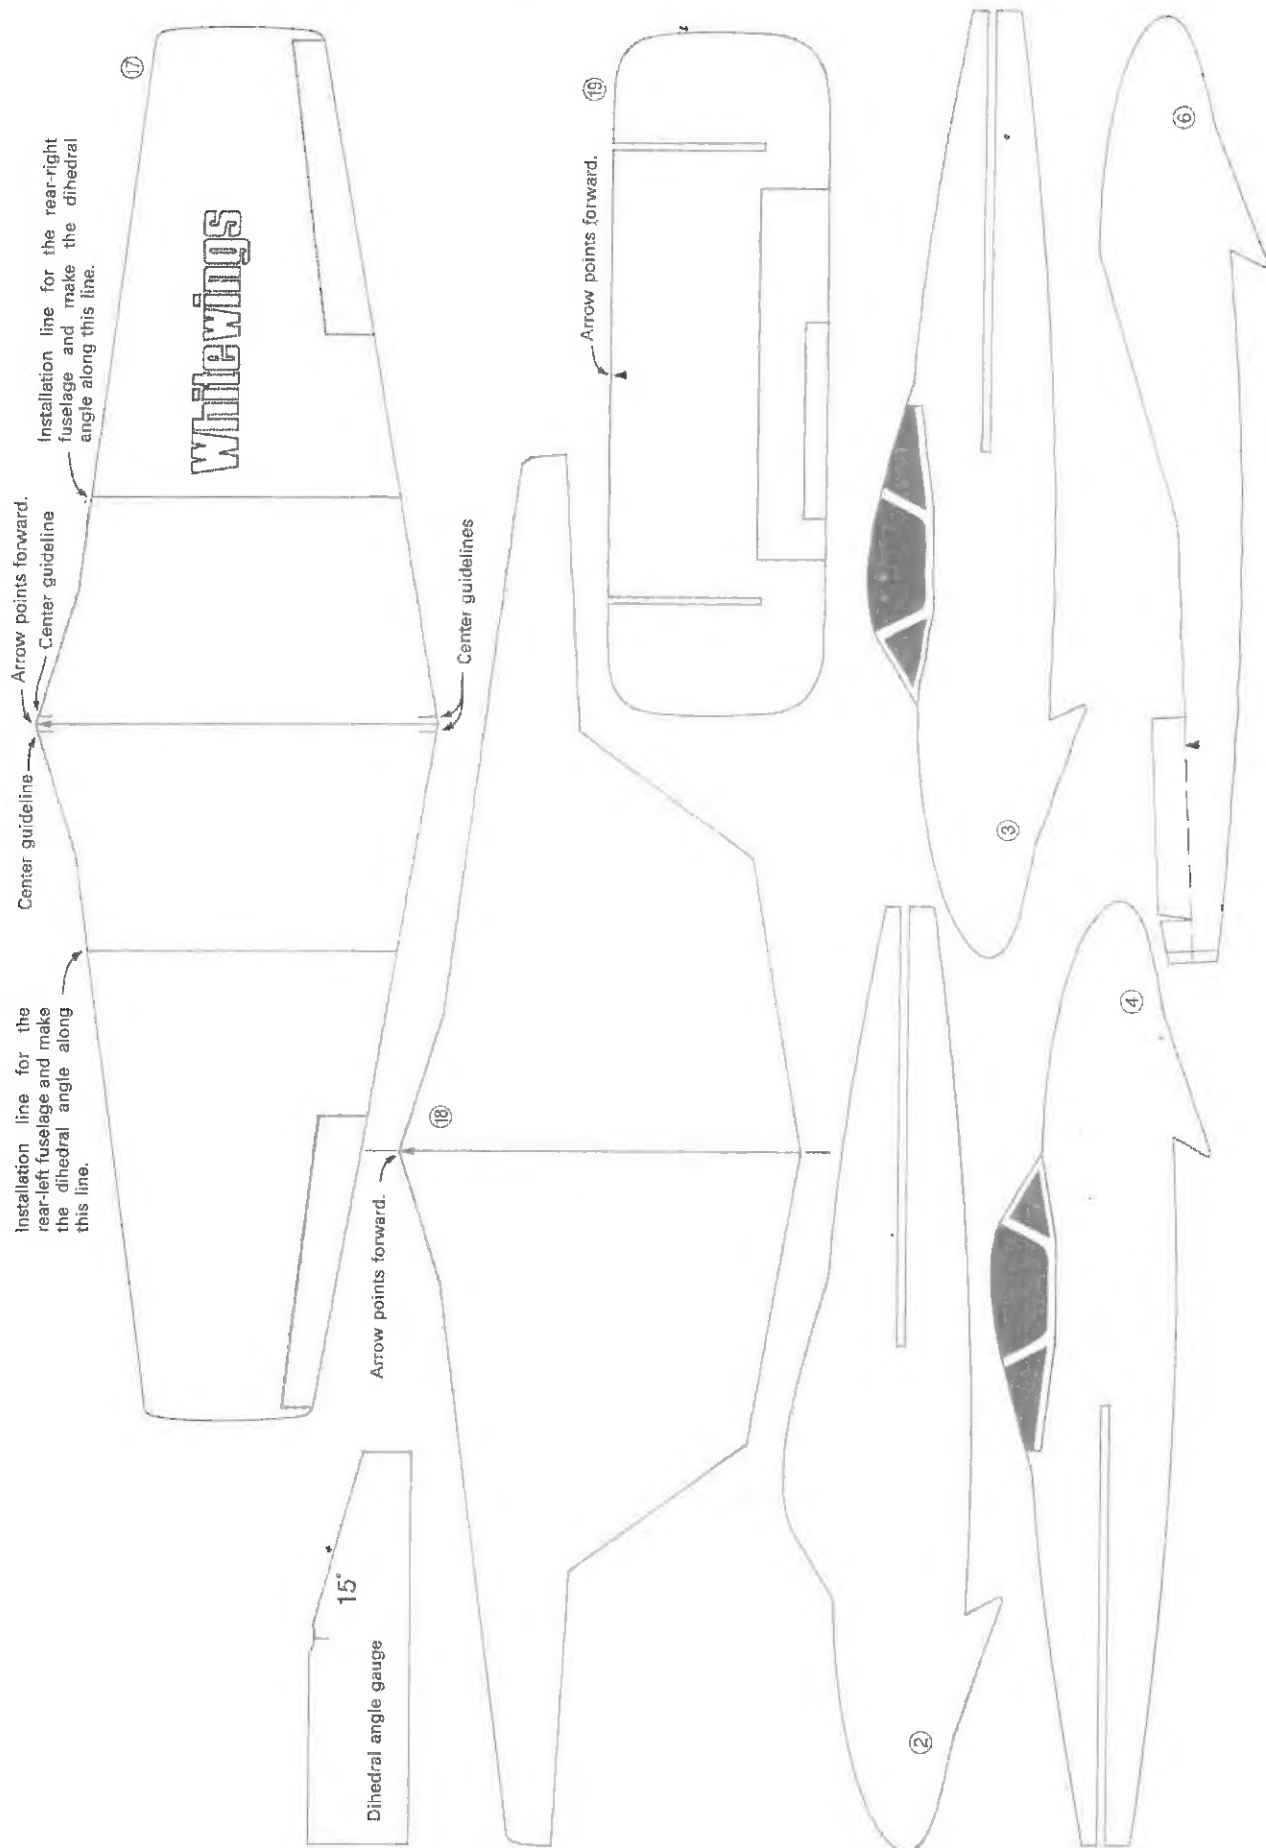 Installation line for the
rear-left fuselage and make
the dihedral angle along
this line.
Center guideline
Arrow points forward.
Center guideline
Installation line for the rear-right
fuselage and make the dihedral
angle along this line.
17
Whitewings
Center guidelines
15°
Dihedral angle gauge
Arrow points forward.
18
Arrow points forward.
19
2
3
4
6